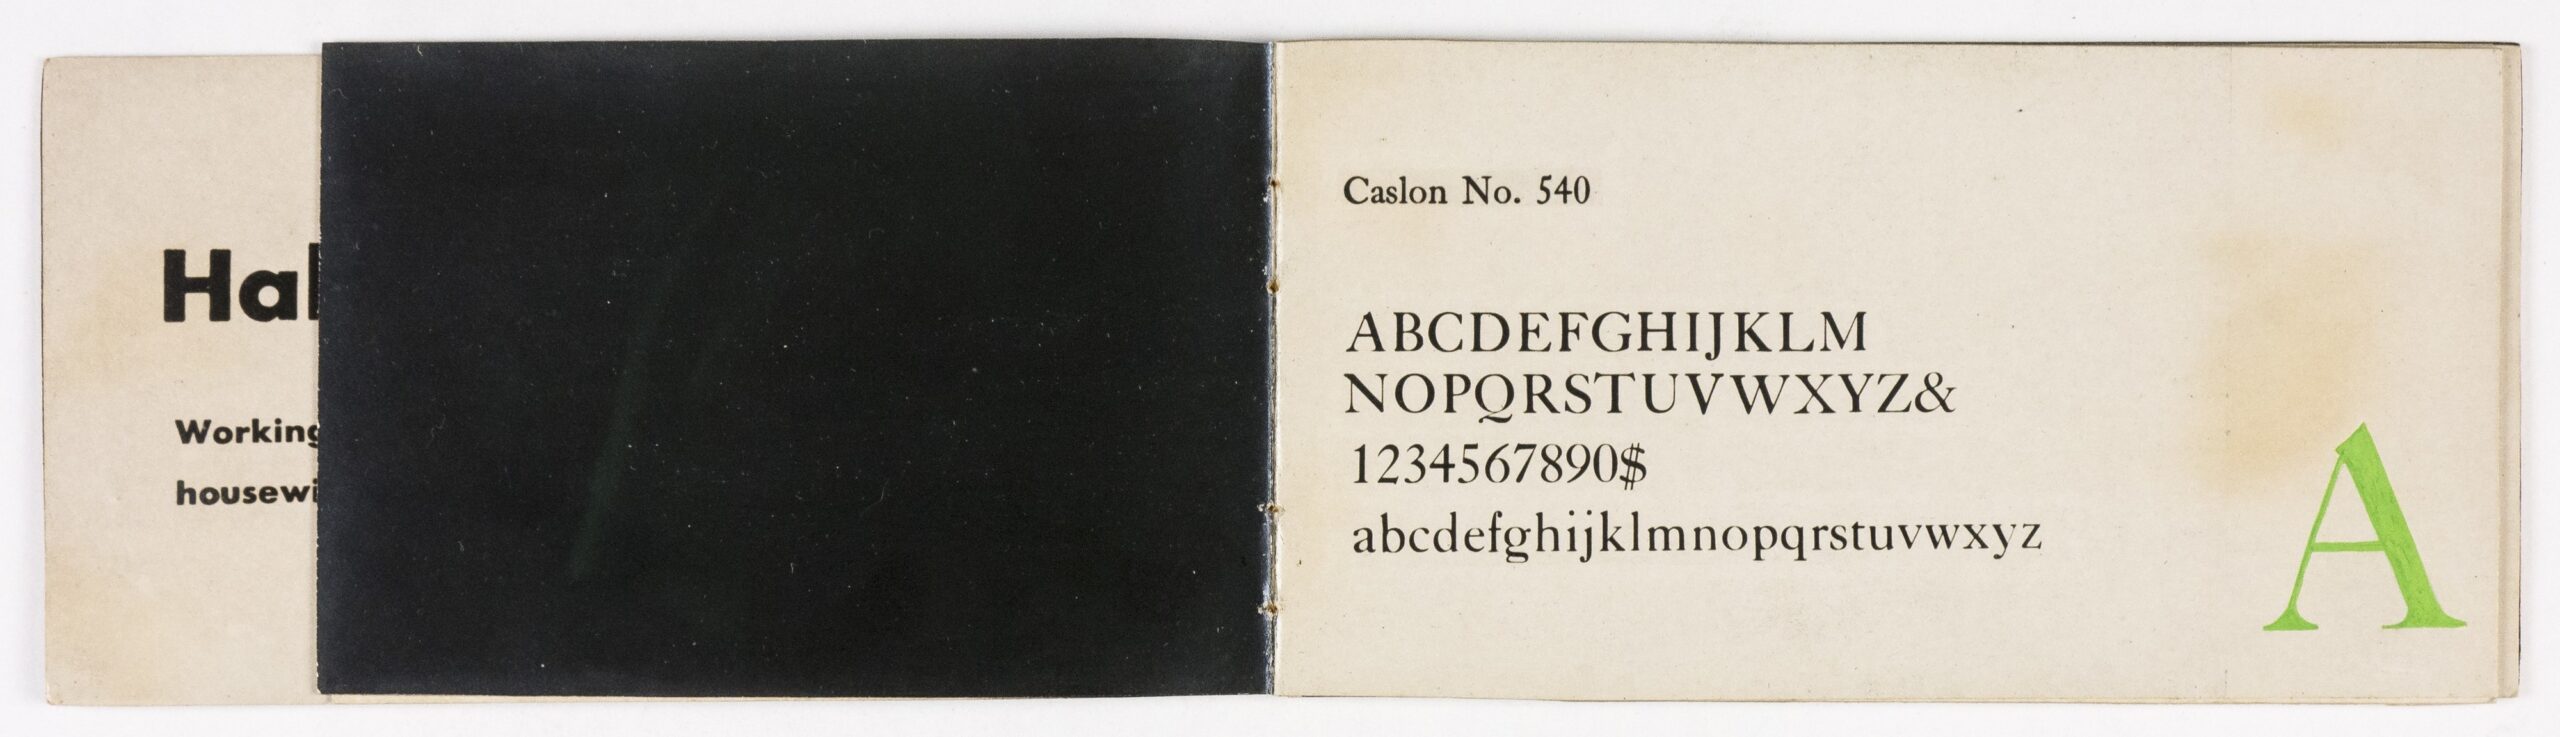 Hal
Working
housewi
Caslon No. 540
ABCDEFGHIJKLM
NOPQRSTUVWXYZ&
1234567890$
abcdefghijklmnopqrstuvwxyz
A